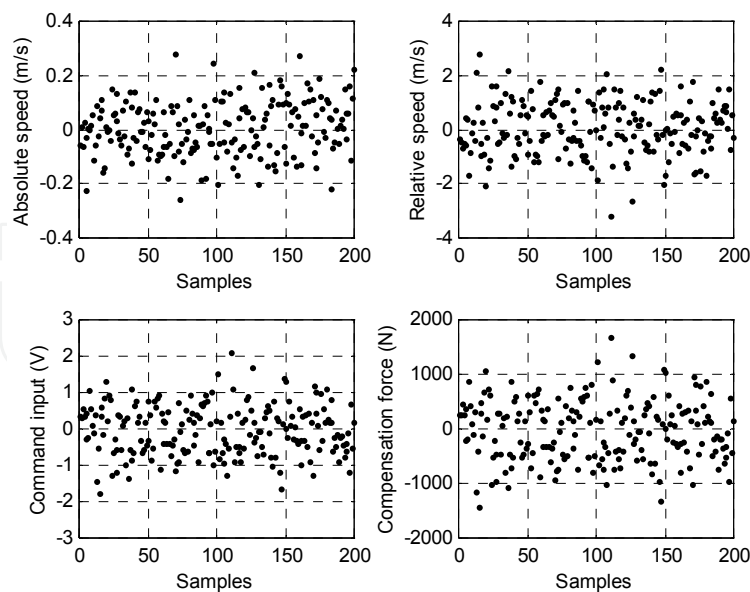 Absolute speed (m/s)
0.4
0.2
0
-0.2
-0.4
0 50 100 150 200
Samples
Relative speed (m/s)
4
2
0
-2
-4
0 50 100 150 200
Samples
Command input (V)
3
2
1
0
-1
-2
-3
0 50 100 150 200
Samples
Compensation force (N)
2000
1000
0
-1000
-2000
0 50 100 150 200
Samples